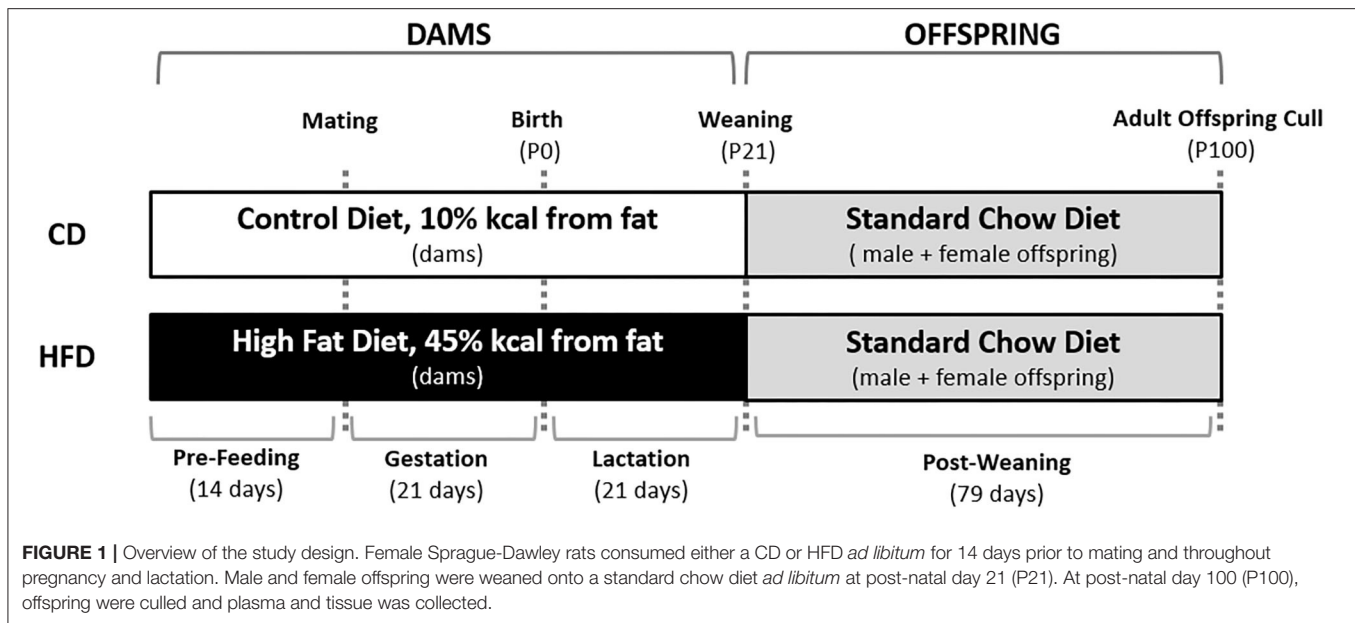 DAMS
OFFSPRING
Mating
Birth
(P0)
Weaning
(P21)
Adult Offspring Cull
(P100)
CD
Control Diet, 10% kcal from fat
(dams)
Standard Chow Diet
( male + female offspring)
HFD
High Fat Diet, 45% kcal from fat
(dams)
Standard Chow Diet
(male + female offspring)
Pre-Feeding
(14 days)
Gestation
(21 days)
Lactation
(21 days)
Post-Weaning
(79 days)
FIGURE 1 | Overview of the study design. Female Sprague-Dawley rats consumed either a CD or HFD ad libitum for 14 days prior to mating and throughout
pregnancy and lactation. Male and female offspring were weaned onto a standard chow diet ad libitum at post-natal day 21 (P21). At post-natal day 100 (P100),
offspring were culled and plasma and tissue was collected.